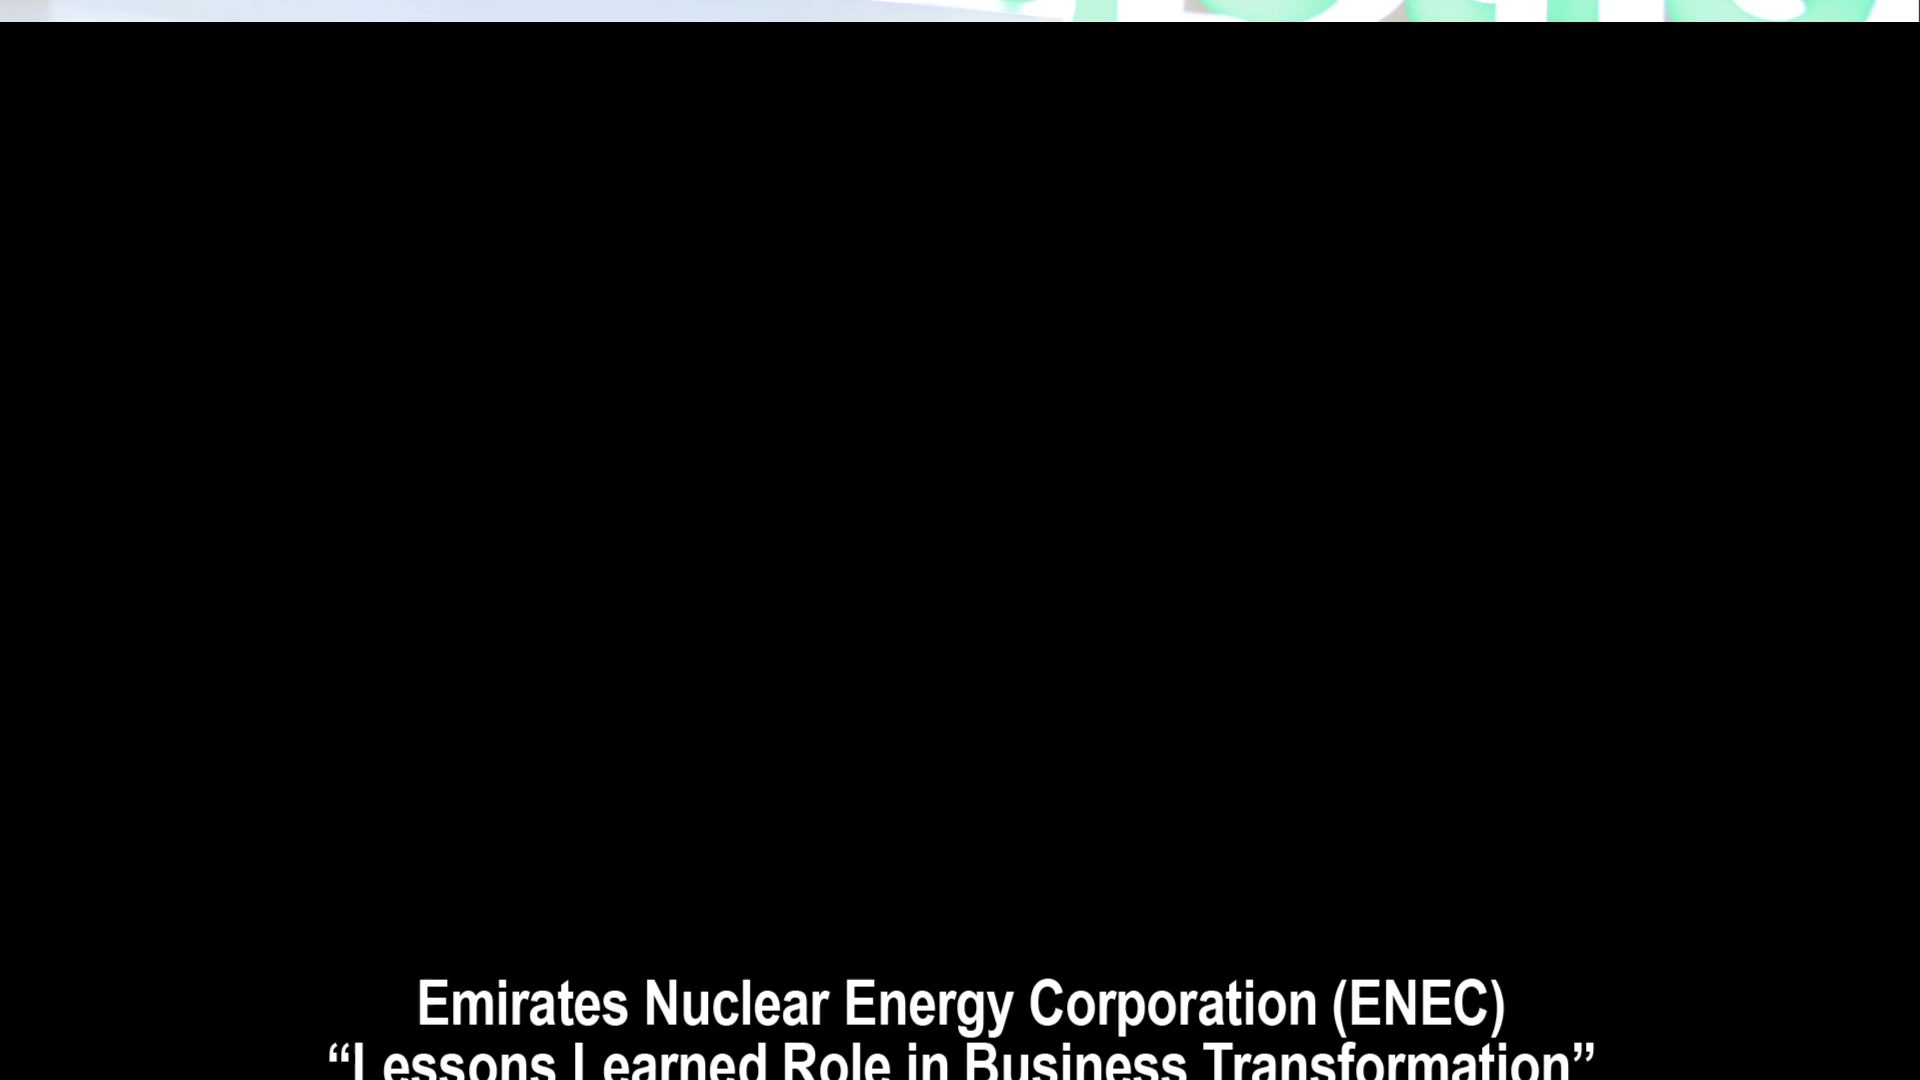 Emirates Nuclear Energy Corporation (ENEC)
“Lessons Learned Role in Business Transformation”